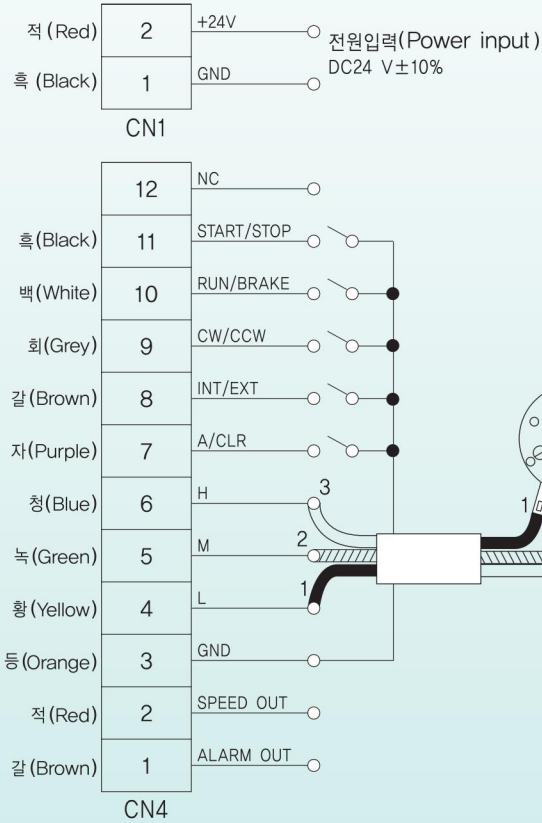 적(Red) 2 +24V 전원입력(Power input)
DC24 V±10%
흑 (Black) 1 GND
CN1
12 NC
흑(Black) 11 START/STOP
백(White) 10 RUN/BRAKE
회(Grey) 9 CW/CCW
갈(Brown) 8 INT/EXT
자(Purple) 7 A/CLR
청(Blue) 6 H 3
녹(Green) 5 M 2
황(Yellow) 4 L 1
등(Orange) 3 GND
적(Red) 2 SPEED OUT
갈(Brown) 1 ALARM OUT
CN4
1